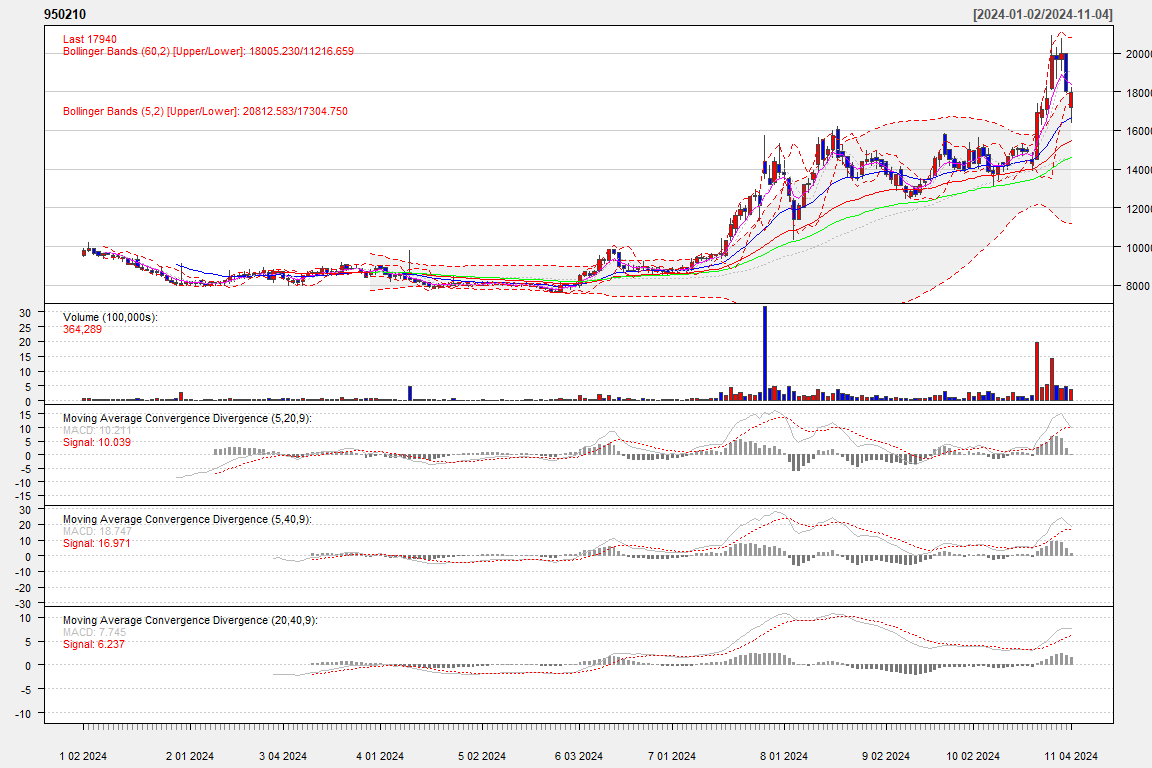 950210
[2024-01-02/2024-11-04]
Last 17940
Bollinger Bands (60,2) [Upper/Lower]: 18005.230/11216.659
Bollinger Bands (5,2) [Upper/Lower]: 20812.583/17304.750
20000
18000
16000
14000
12000
10000
8000
Volume (100,000s):
364,289
30
25
20
15
10
5
0
Moving Average Convergence Divergence (5,20,9):
MACD: 10.211
Signal: 10.039
15
10
5
0
-5
-10
-15
Moving Average Convergence Divergence (5,40,9):
MACD: 18.747
Signal: 16.971
30
20
10
0
-10
-20
-30
Moving Average Convergence Divergence (20,40,9):
MACD: 7.745
Signal: 6.237
10
5
0
-5
-10
1 02 2024
2 01 2024
3 04 2024
4 01 2024
5 02 2024
6 03 2024
7 01 2024
8 01 2024
9 02 2024
10 02 2024
11 04 2024